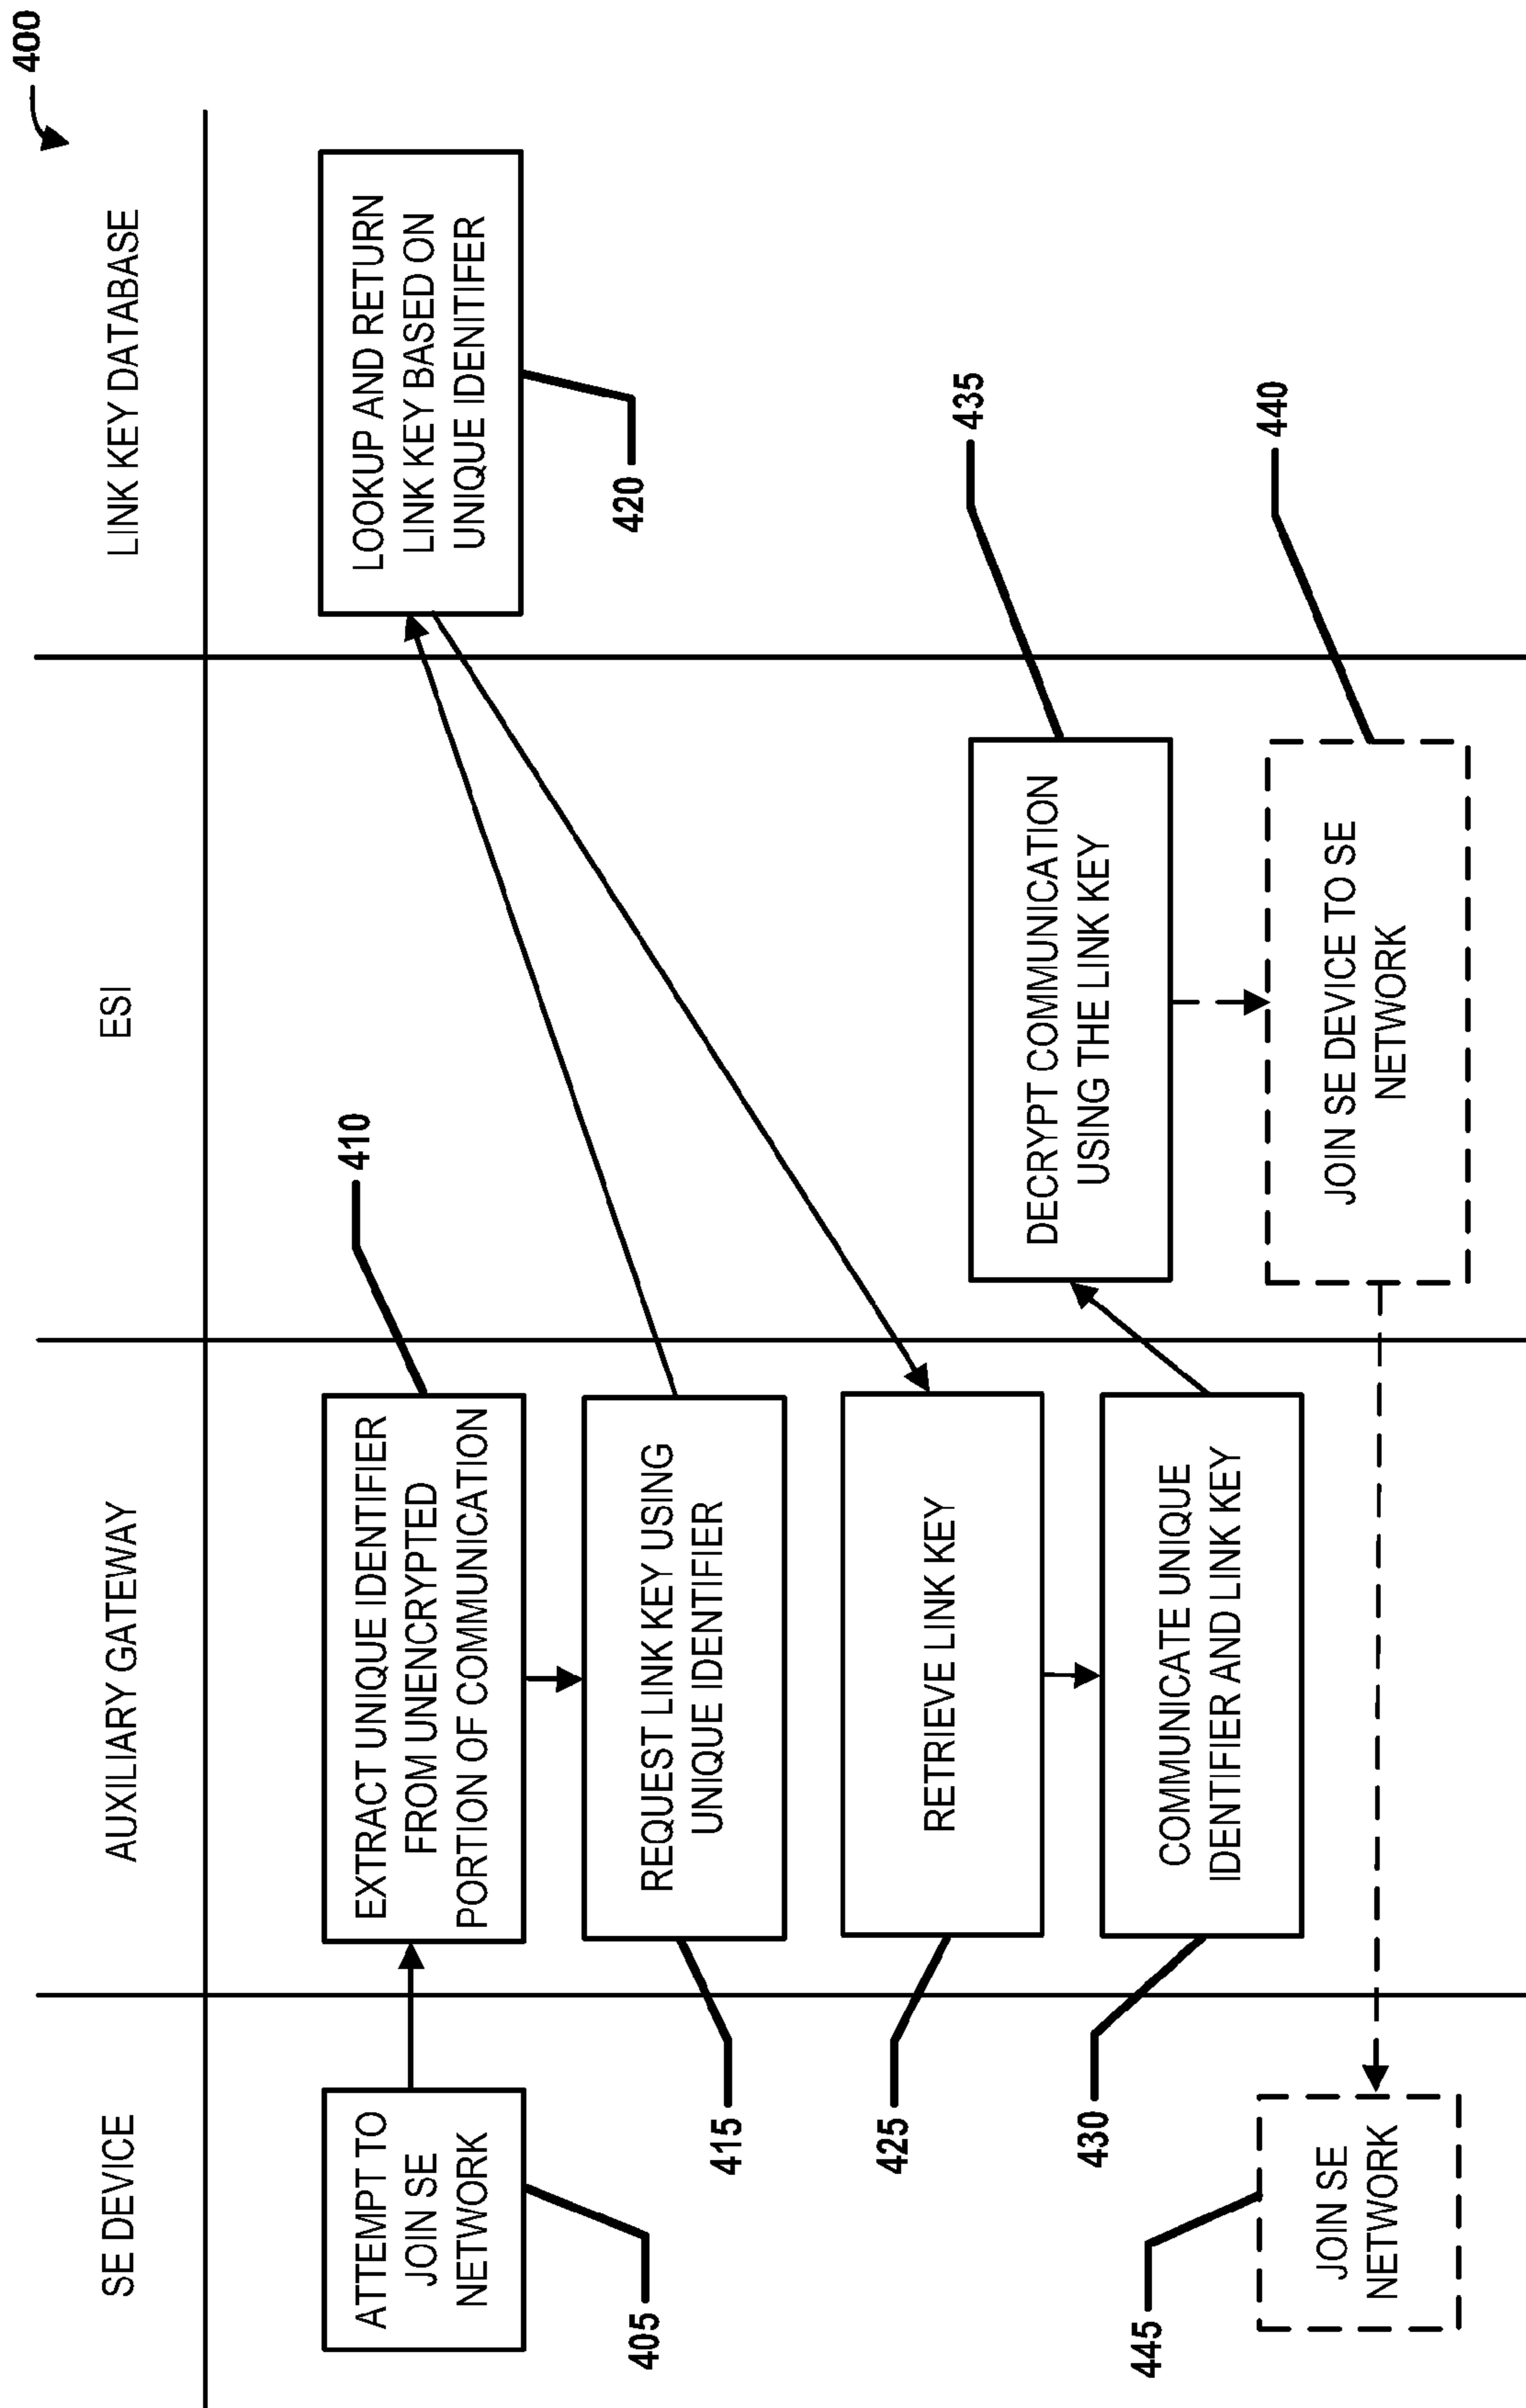 400
SE DEVICE
AUXILIARY GATEWAY
ESI
LINK KEY DATABASE
ATTEMPT TO
JOIN SE
NETWORK
405
EXTRACT UNIQUE IDENTIFIER
FROM UNENCRYPTED
PORTION OF COMMUNICATION
410
REQUEST LINK KEY USING
UNIQUE IDENTIFIER
415
LOOKUP AND RETURN
LINK KEY BASED ON
UNIQUE IDENITIFER
420
RETRIEVE LINK KEY
425
COMMUNICATE UNIQUE
IDENTIFIER AND LINK KEY
430
DECRYPT COMMUNICATION
USING THE LINK KEY
435
JOIN SE DEVICE TO SE
NETWORK
440
JOIN SE
NETWORK
445